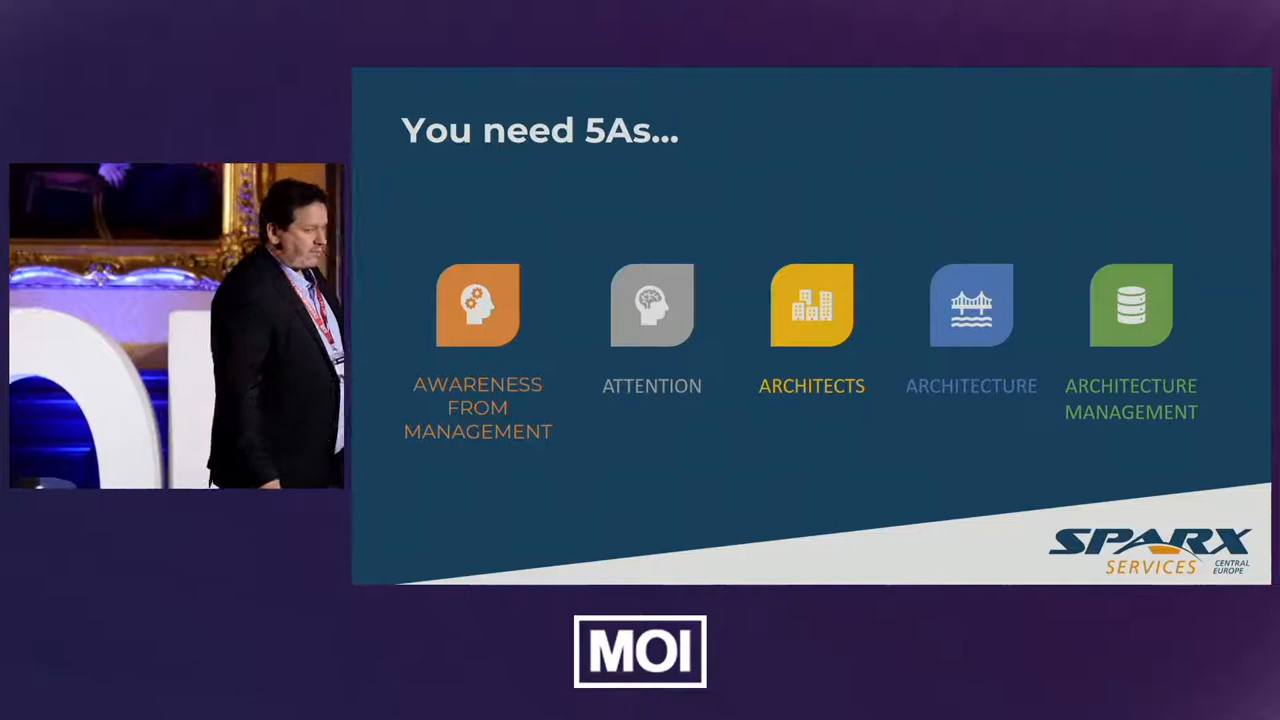 You need 5As...
AWARENESS
FROM
MANAGEMENT
ATTENTION
ARCHITECTS
ARCHITECTURE
ARCHITECTURE
MANAGEMENT
SPARX
SERVICES
CENTRAL
EUROPE
MOI